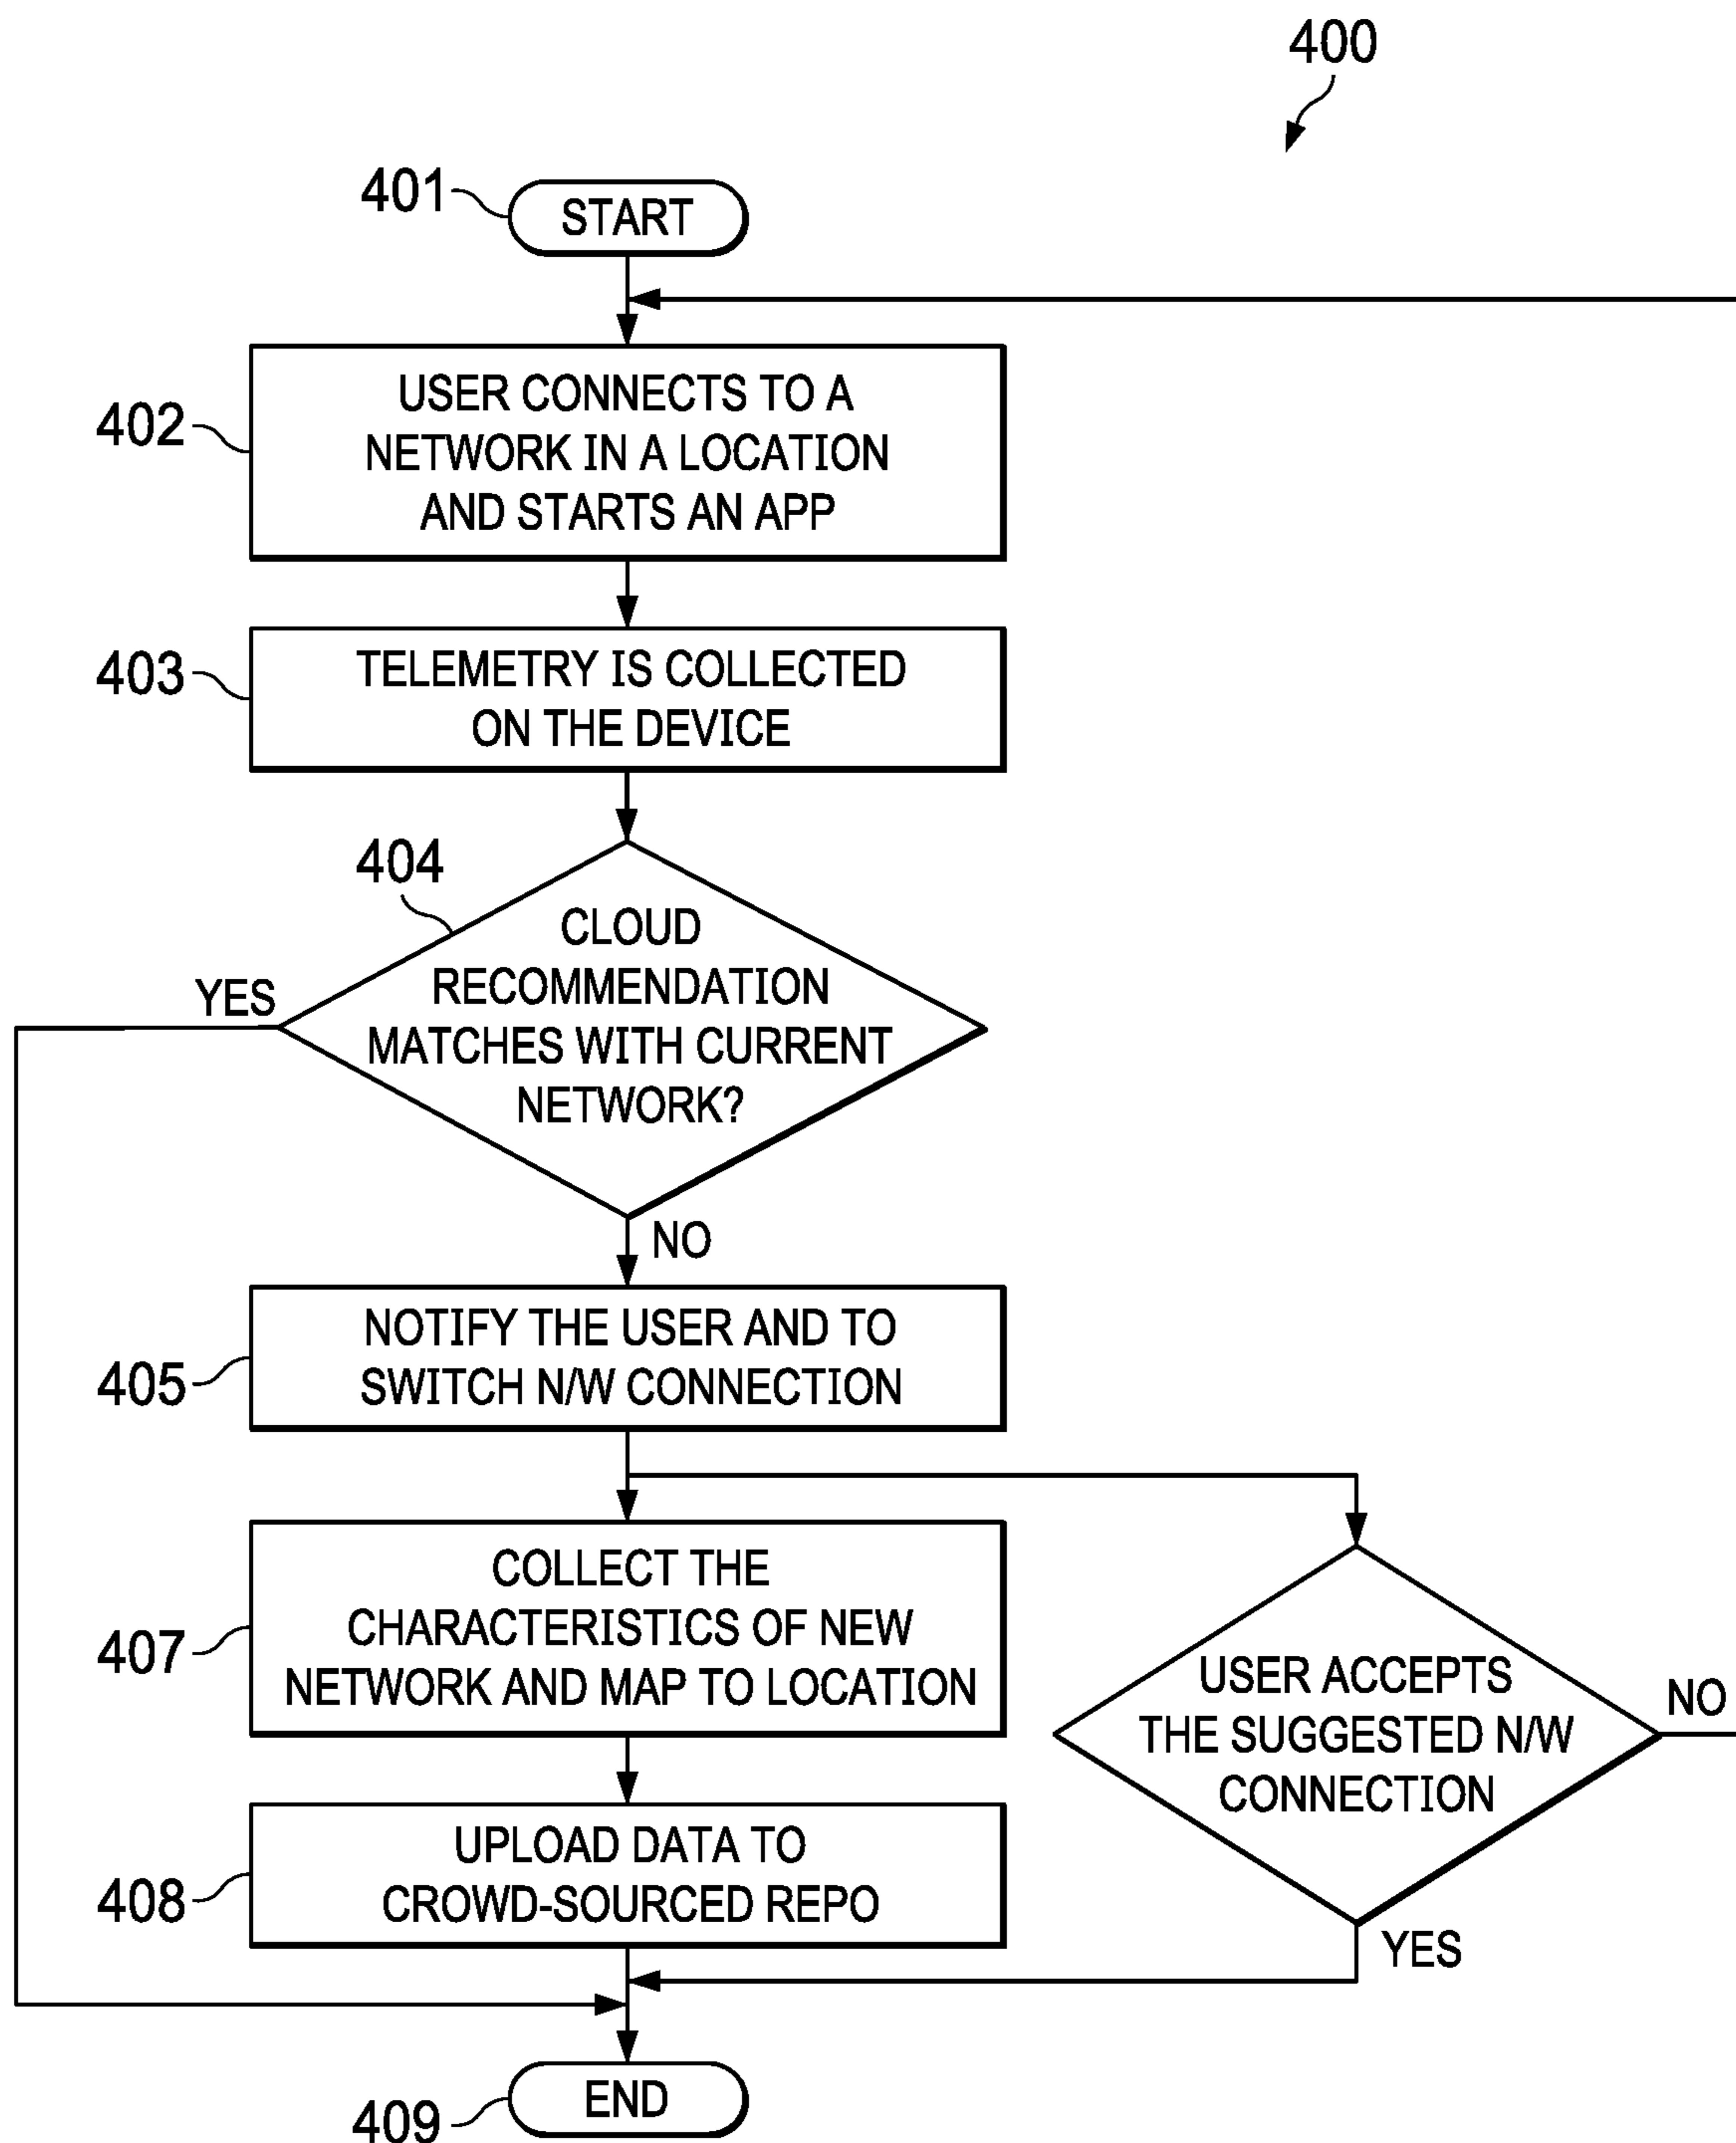 400
401
START
402
USER CONNECTS TO A
NETWORK IN A LOCATION
AND STARTS AN APP
403
TELEMETRY IS COLLECTED
ON THE DEVICE
404
CLOUD
RECOMMENDATION
MATCHES WITH CURRENT
NETWORK?
YES
NO
405
NOTIFY THE USER AND TO
SWITCH N/W CONNECTION
407
COLLECT THE
CHARACTERISTICS OF NEW
NETWORK AND MAP TO LOCATION
USER ACCEPTS
THE SUGGESTED N/W
CONNECTION
NO
YES
408
UPLOAD DATA TO
CROWD-SOURCED REPO
409
END